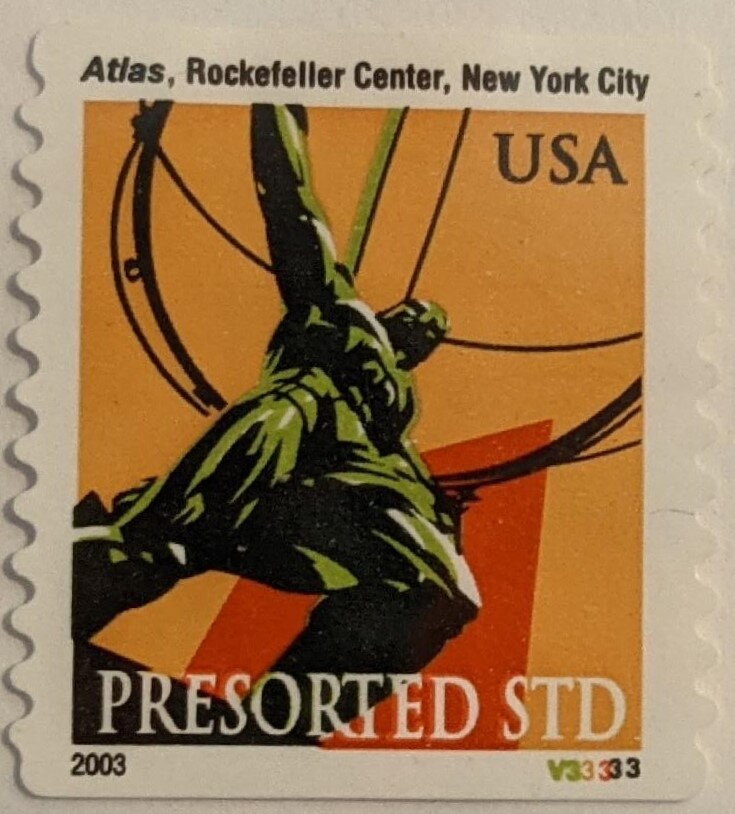 Atlas, Rockefeller Center, New York City
USA
PRESORTED STD
2003 V33333